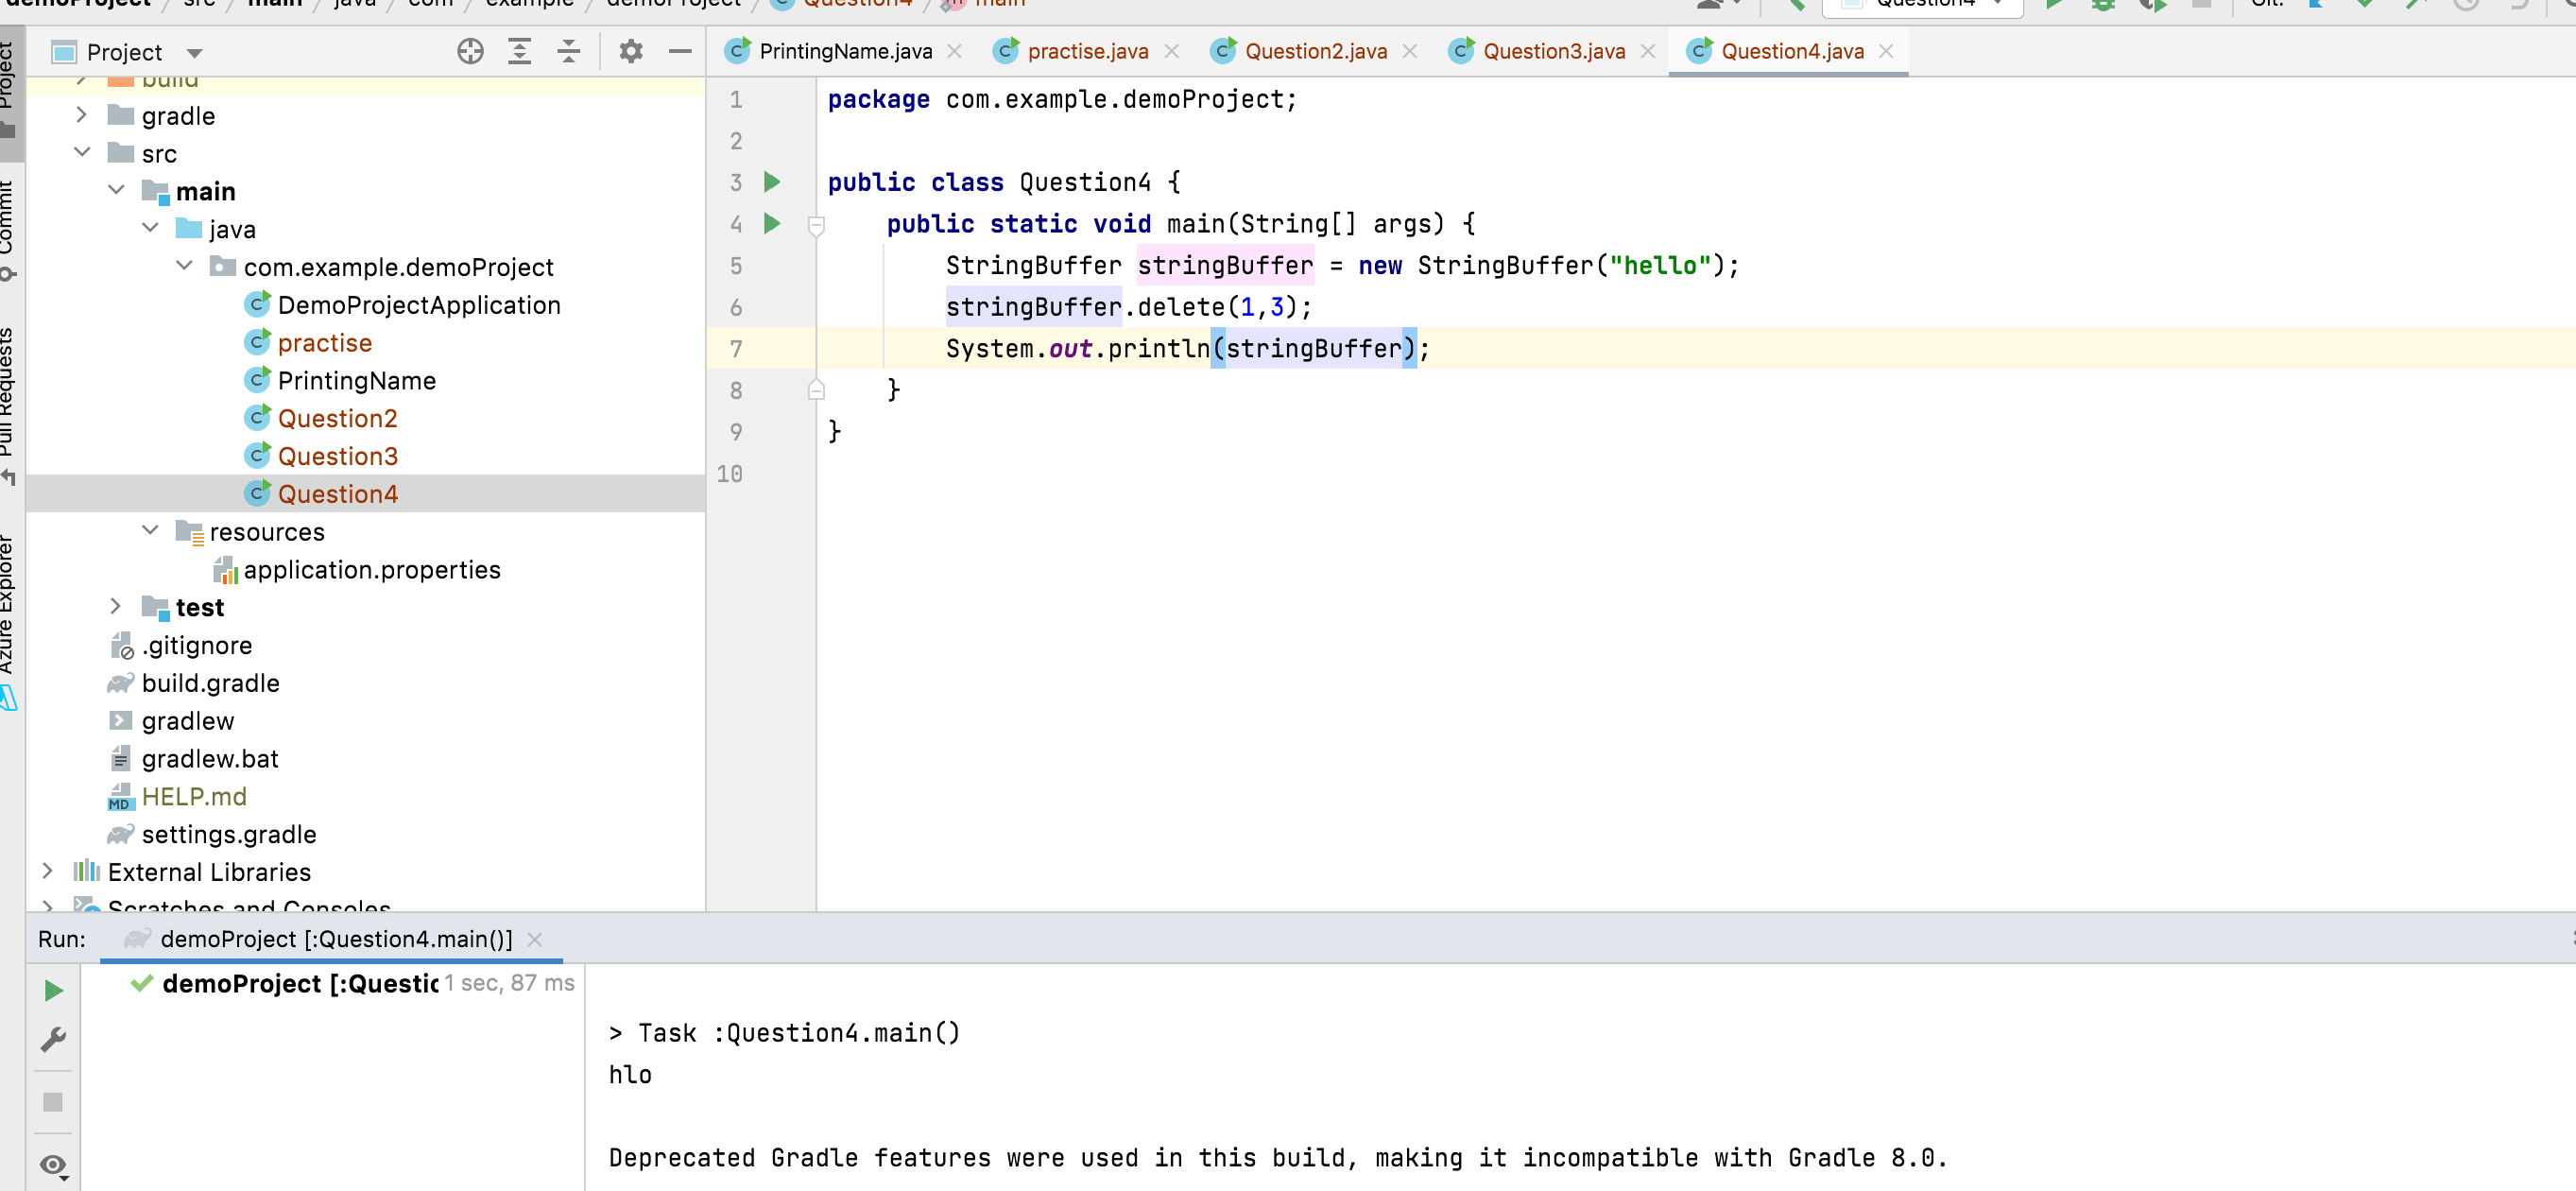 demoProject / src / main / java / com / example / demoProject / Question4 / main
Question4
Git:
Project
PrintingName.java
practise.java
Question2.java
Question3.java
Question4.java
Project
Commit
Pull Requests
Azure Explorer
build
gradle
src
main
java
com.example.demoProject
DemoProjectApplication
practise
PrintingName
Question2
Question3
Question4
resources
application.properties
test
.gitignore
build.gradle
gradlew
gradlew.bat
HELP.md
settings.gradle
External Libraries
Scratches and Consoles
1 package com.example.demoProject;
2
3 public class Question4 {
4 public static void main(String[] args) {
5 StringBuffer stringBuffer = new StringBuffer("hello");
6 stringBuffer.delete(1,3);
7 System.out.println(stringBuffer);
8 }
9 }
10
Run: demoProject [:Question4.main()]
demoProject [:Questic 1 sec, 87 ms
> Task :Question4.main()
hlo
Deprecated Gradle features were used in this build, making it incompatible with Gradle 8.0.